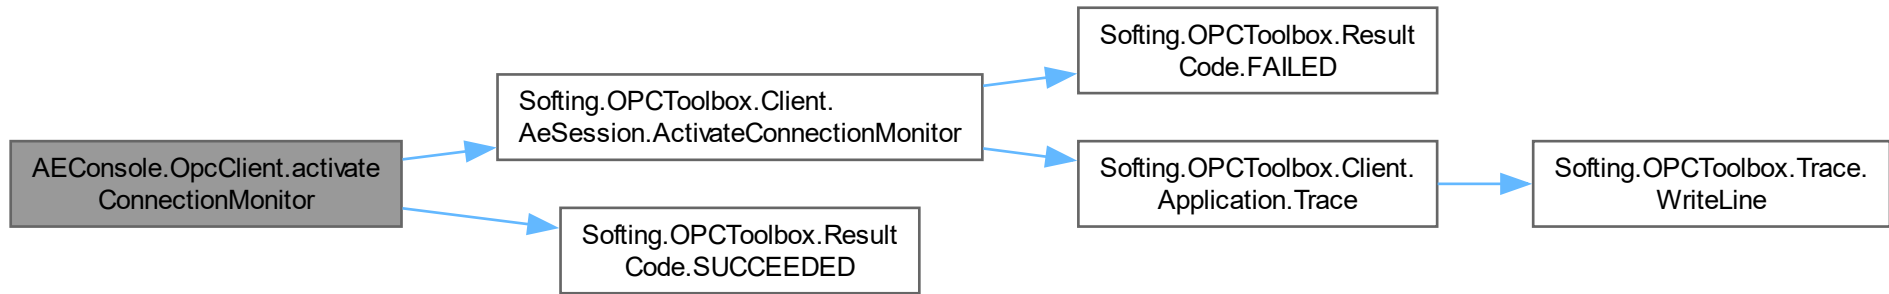 AEConsole.OpcClient.activate
ConnectionMonitor
Softing.OPCToolbox.Client.
AeSession.ActivateConnectionMonitor
Softing.OPCToolbox.Result
Code.SUCCEEDED
Softing.OPCToolbox.Result
Code.FAILED
Softing.OPCToolbox.Client.
Application.Trace
Softing.OPCToolbox.Trace.
WriteLine